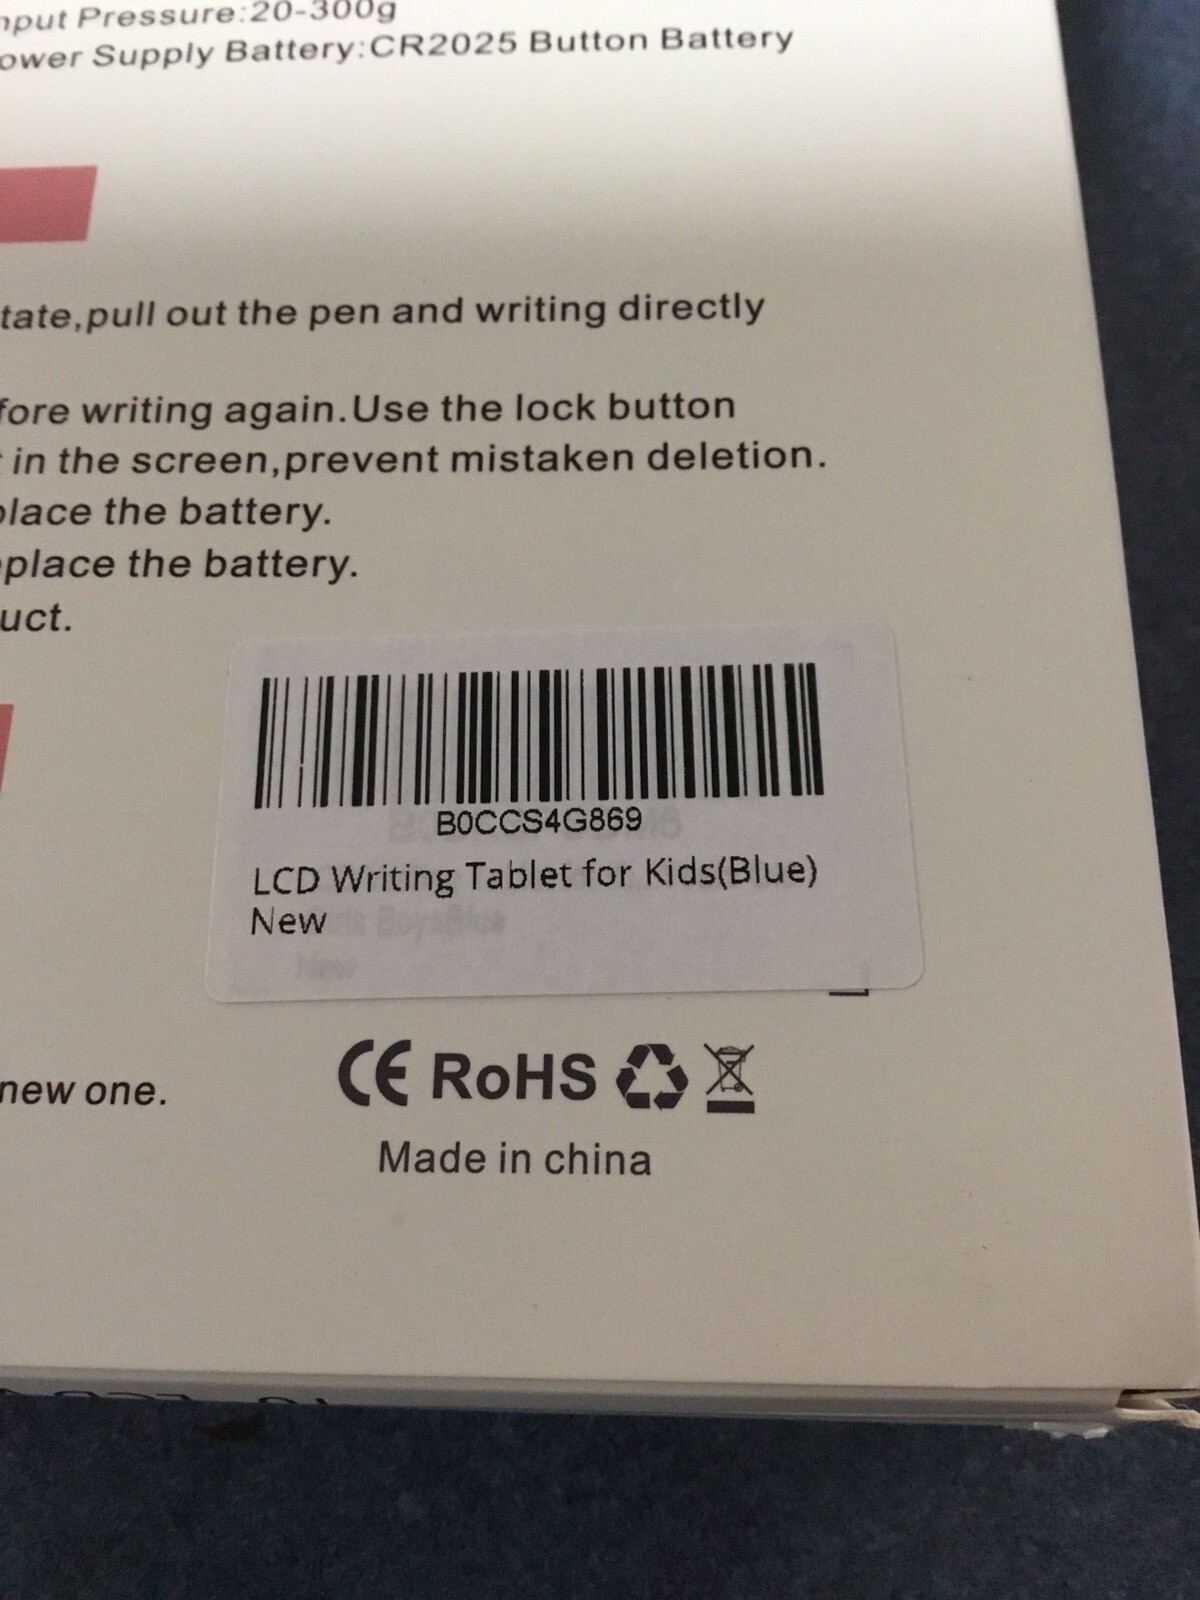 nput Pressure:20-300g
ower Supply Battery:CR2025 Button Battery
tate,pull out the pen and writing directly
fore writing again.Use the lock button
in the screen,prevent mistaken deletion.
place the battery.
eplace the battery.
uct.
B0CCS4G869
LCD Writing Tablet for Kids(Blue)
New
new one.
CE RoHS
Made in china